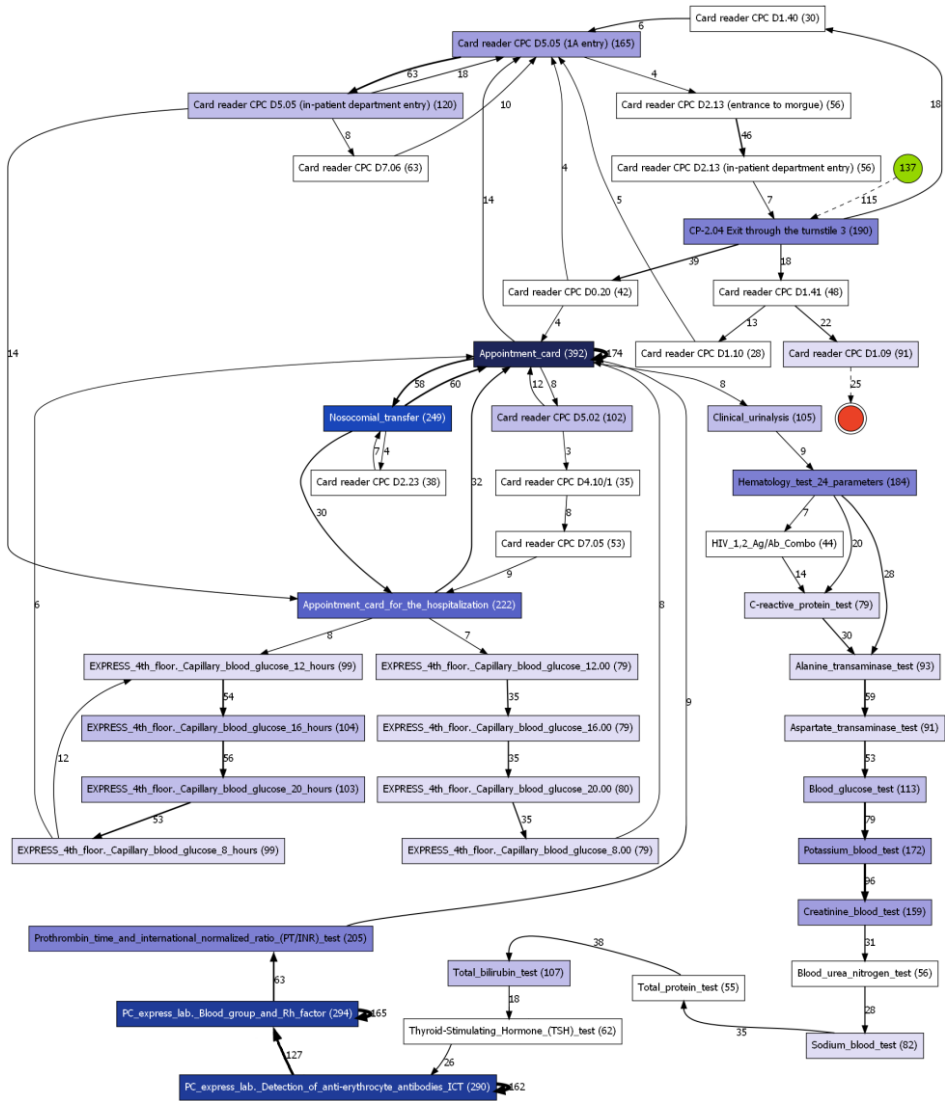 Card reader CPC D1.40 (30)
6
Card reader CPC D5.05 (1A entry) (165)
63
18
4
10
18
Card reader CPC D5.05 (in-patient department entry) (120)
Card reader CPC D2.13 (entrance to morgue) (56)
8
46
Card reader CPC D7.06 (63)
4
Card reader CPC D2.13 (in-patient department entry) (56)
137
14
5
7
115
CP-2.04 Exit through the turnstile 3 (190)
39
18
Card reader CPC D0.20 (42)
Card reader CPC D1.41 (48)
4
13
22
14
Appointment_card (392)
174
Card reader CPC D1.10 (28)
Card reader CPC D1.09 (91)
58
60
12
8
8
25
Nosocomial_transfer (249)
Card reader CPC D5.02 (102)
Clinical_urinalysis (105)
7
4
3
9
Card reader CPC D2.23 (38)
32
Card reader CPC D4.10/1 (35)
Hematology_test_24_parameters (184)
30
8
7
20
28
Card reader CPC D7.05 (53)
HIV_1,2_Ag/Ab_Combo (44)
9
14
6
Appointment_card_for_the_hospitalization (222)
8
C-reactive_protein_test (79)
8
7
30
EXPRESS_4th_floor._Capillary_blood_glucose_12_hours (99)
EXPRESS_4th_floor._Capillary_blood_glucose_12.00 (79)
Alanine_transaminase_test (93)
54
35
9
59
EXPRESS_4th_floor._Capillary_blood_glucose_16_hours (104)
EXPRESS_4th_floor._Capillary_blood_glucose_16.00 (79)
Aspartate_transaminase_test (91)
12
56
35
53
EXPRESS_4th_floor._Capillary_blood_glucose_20_hours (103)
EXPRESS_4th_floor._Capillary_blood_glucose_20.00 (80)
Blood_glucose_test (113)
53
35
79
EXPRESS_4th_floor._Capillary_blood_glucose_8_hours (99)
EXPRESS_4th_floor._Capillary_blood_glucose_8.00 (79)
Potassium_blood_test (172)
96
Creatinine_blood_test (159)
Prothrombin_time_and_international_normalized_ratio_(PT/INR)_test (205)
38
31
Total_bilirubin_test (107)
Blood_urea_nitrogen_test (56)
63
Total_protein_test (55)
18
28
PC_express_lab._Blood_group_and_Rh_factor (294)
165
Thyroid-Stimulating_Hormone_(TSH)_test (62)
35
Sodium_blood_test (82)
127
26
PC_express_lab._Detection_of_anti-erythrocyte_antibodies_ICT (290)
162